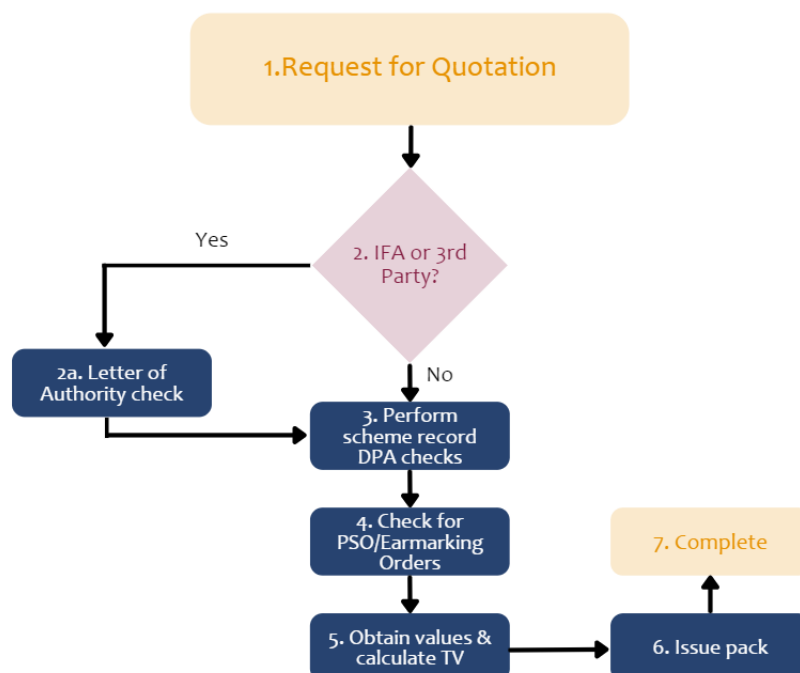 1.Request for Quotation
2. IFA or 3rd
Party?
Yes
No
2a. Letter of
Authority check
3. Perform
scheme record
DPA checks
4. Check for
PSO/Earmarking
Orders
5. Obtain values &
calculate TV
6. Issue pack
7. Complete